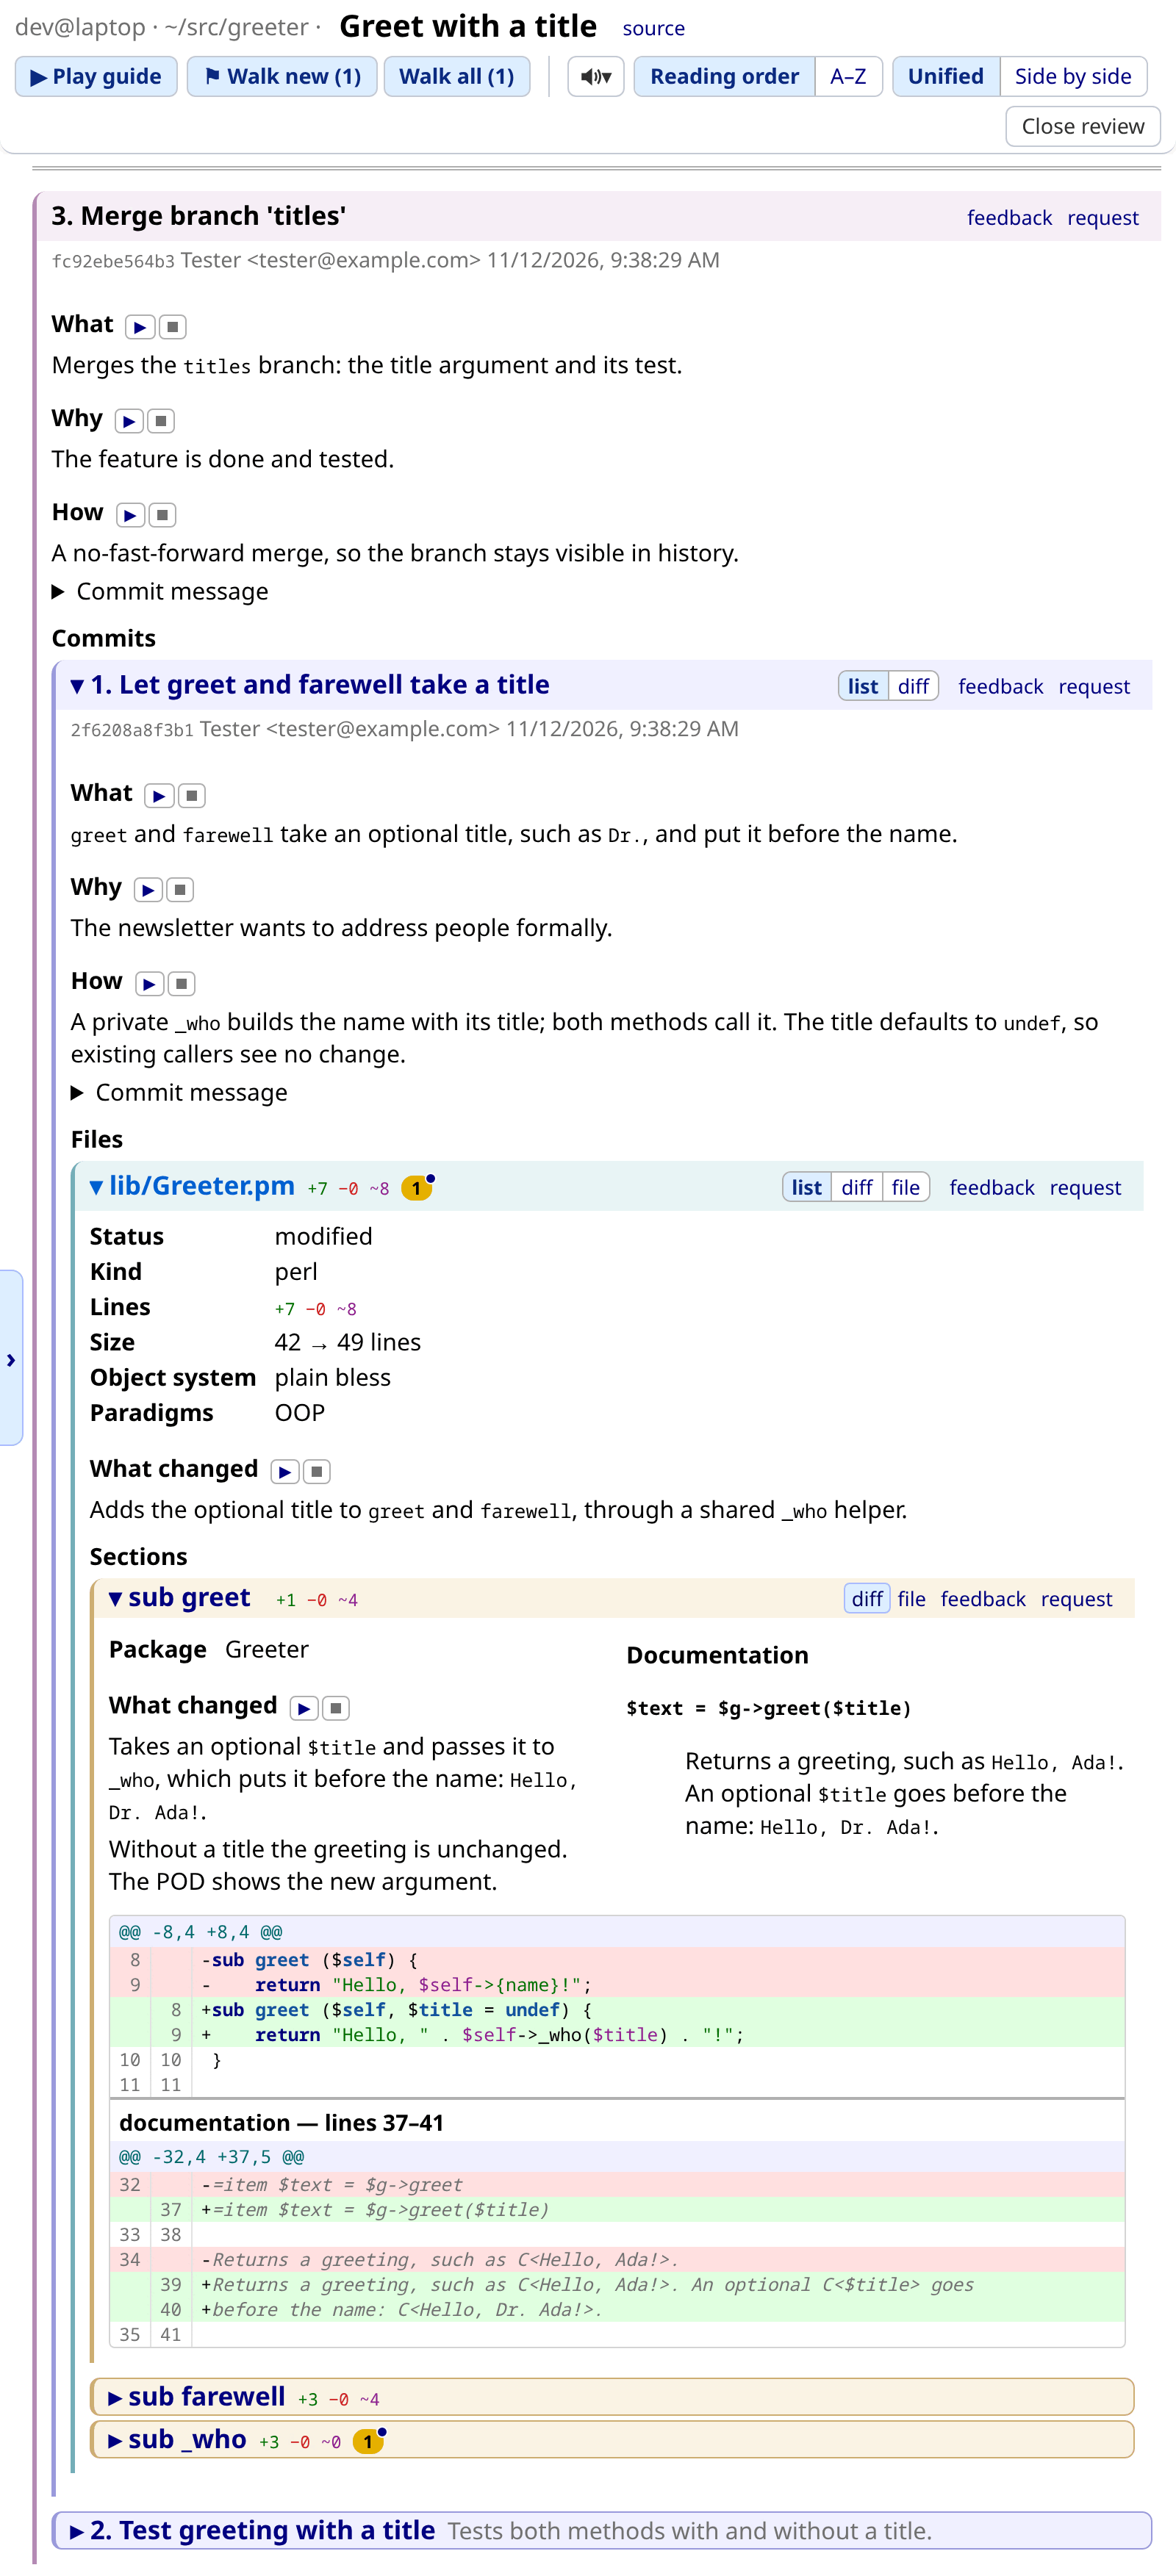 dev@laptop · ~/src/greeter · Greet with a title source
▶ Play guide ⚑ Walk new (1) Walk all (1) 🔊▾ Reading order A–Z Unified Side by side
Close review
3. Merge branch 'titles' feedback request
fc92ebe564b3 Tester <tester@example.com> 11/12/2026, 9:38:29 AM
What ▶ ■
Merges the titles branch: the title argument and its test.
Why ▶ ■
The feature is done and tested.
How ▶ ■
A no-fast-forward merge, so the branch stays visible in history.
▶ Commit message
Commits
▾ 1. Let greet and farewell take a title list diff feedback request
2f6208a8f3b1 Tester <tester@example.com> 11/12/2026, 9:38:29 AM
What ▶ ■
greet and farewell take an optional title, such as Dr., and put it before the name.
Why ▶ ■
The newsletter wants to address people formally.
How ▶ ■
A private _who builds the name with its title; both methods call it. The title defaults to undef, so
existing callers see no change.
▶ Commit message
Files
▾ lib/Greeter.pm +7 −0 ~8 1 list diff file feedback request
Status modified
Kind perl
Lines +7 −0 ~8
Size 42 → 49 lines
Object system plain bless
Paradigms OOP
›
What changed ▶ ■
Adds the optional title to greet and farewell, through a shared _who helper.
Sections
▾ sub greet +1 −0 ~4 diff file feedback request
Package Greeter
What changed ▶ ■
Takes an optional $title and passes it to
_who, which puts it before the name: Hello,
Dr. Ada!.
Without a title the greeting is unchanged.
The POD shows the new argument.
Documentation
$text = $g->greet($title)
Returns a greeting, such as Hello, Ada!.
An optional $title goes before the
name: Hello, Dr. Ada!.
@@ -8,4 +8,4 @@
8 -sub greet ($self) {
9 -    return "Hello, $self->{name}!";
8 +sub greet ($self, $title = undef) {
9 +    return "Hello, " . $self->_who($title) . "!";
10 10 }
11 11
documentation — lines 37–41
@@ -32,4 +37,5 @@
32 -=item $text = $g->greet
37 +=item $text = $g->greet($title)
33 38
34 -Returns a greeting, such as C<Hello, Ada!>.
39 +Returns a greeting, such as C<Hello, Ada!>. An optional C<$title> goes
40 +before the name: C<Hello, Dr. Ada!>.
35 41
▸ sub farewell +3 −0 ~4
▸ sub _who +3 −0 ~0 1
▸ 2. Test greeting with a title Tests both methods with and without a title.